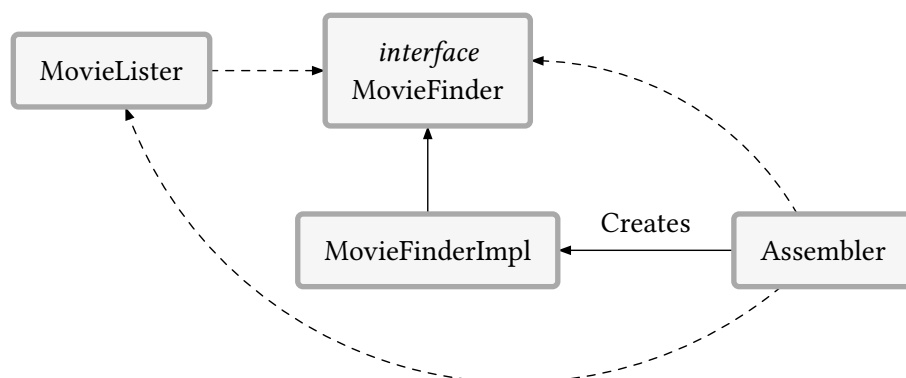 MovieLister
interface
MovieFinder
Creates
MovieFinderImpl
Assembler